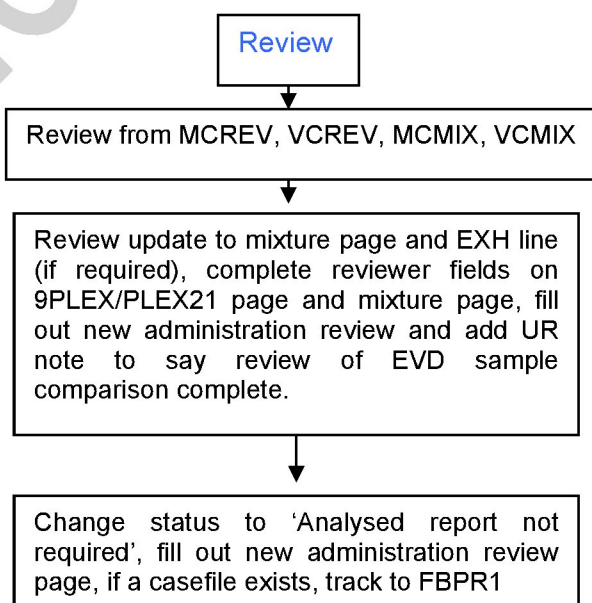 Review
Review from MCREV, VCREV, MCMIX, VCMIX
Review update to mixture page and EXH line
(if required), complete reviewer fields on
9PLEX/PLEX21 page and mixture page, fill
out new administration review and add UR
note to say review of EVD sample
comparison complete.
Change status to ‘Analysed report not
required’, fill out new administration review
page, if a casefile exists, track to FBPR1